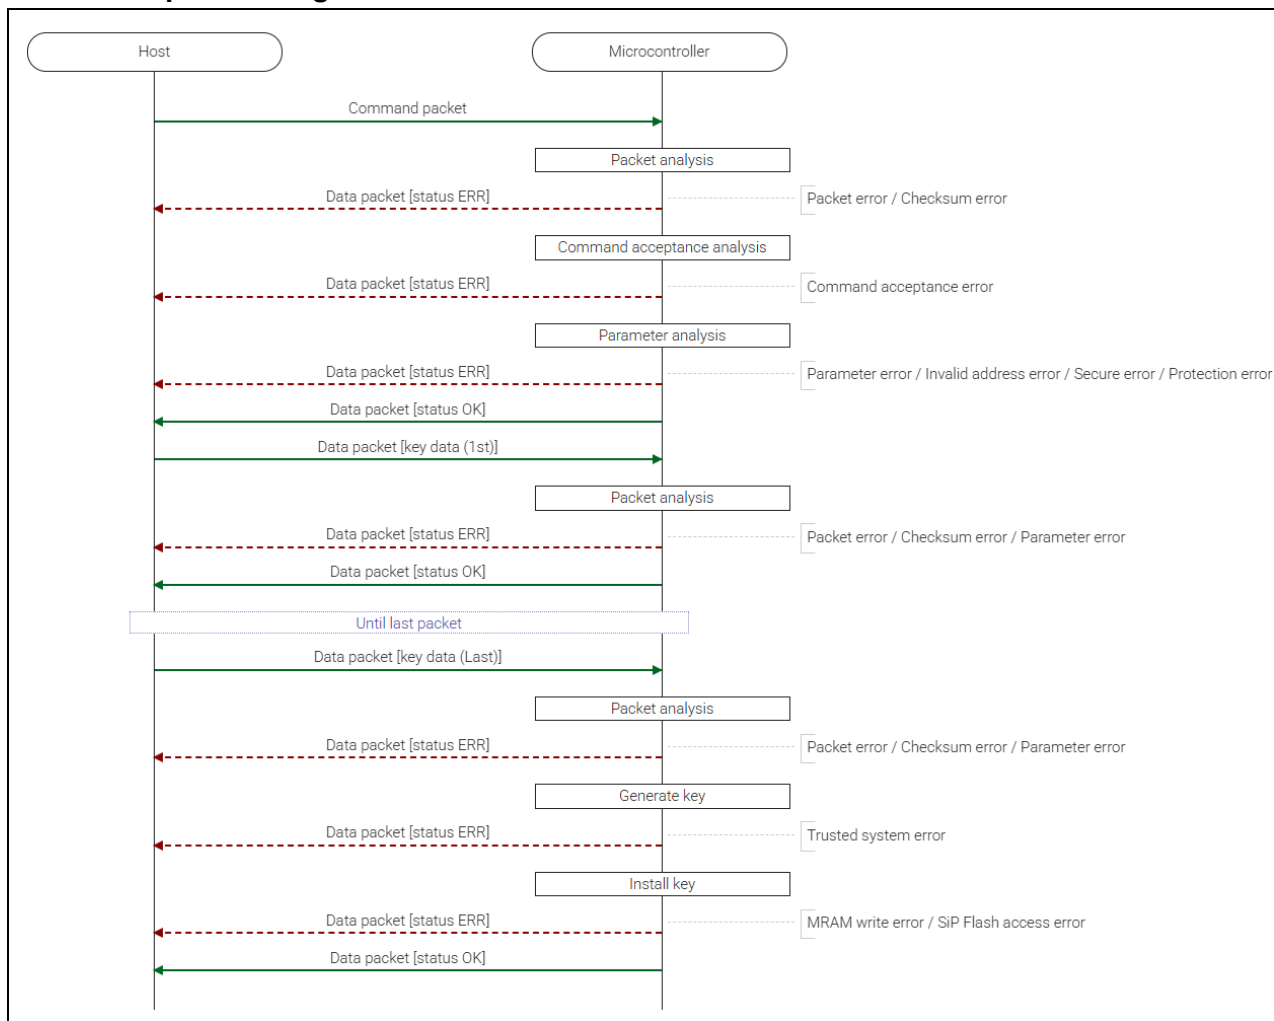 Host
Microcontroller
Command packet
Packet analysis
Data packet [status ERR]
Packet error / Checksum error
Command acceptance analysis
Data packet [status ERR]
Command acceptance error
Parameter analysis
Data packet [status ERR]
Parameter error / Invalid address error / Secure error / Protection error
Data packet [status OK]
Data packet [key data (1st)]
Packet analysis
Data packet [status ERR]
Packet error / Checksum error / Parameter error
Data packet [status OK]
Until last packet
Data packet [key data (Last)]
Packet analysis
Data packet [status ERR]
Packet error / Checksum error / Parameter error
Generate key
Data packet [status ERR]
Trusted system error
Install key
Data packet [status ERR]
MRAM write error / SiP Flash access error
Data packet [status OK]